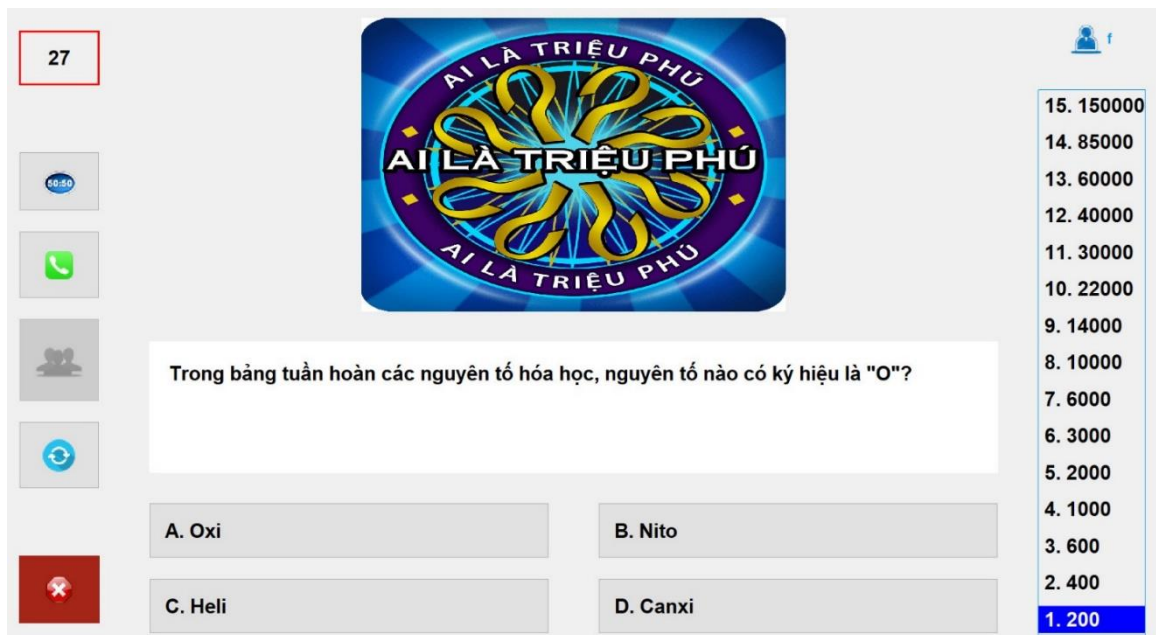 27
AI LÀ TRIỆU PHÚ
AI LÀ TRIỆU PHÚ
AI LÀ TRIỆU PHÚ
f
50:50
15. 150000
14. 85000
13. 60000
12. 40000
11. 30000
10. 22000
9. 14000
8. 10000
7. 6000
6. 3000
5. 2000
4. 1000
3. 600
2. 400
1. 200
Trong bảng tuần hoàn các nguyên tố hóa học, nguyên tố nào có ký hiệu là "O"?
A. Oxi
B. Nito
C. Heli
D. Canxi